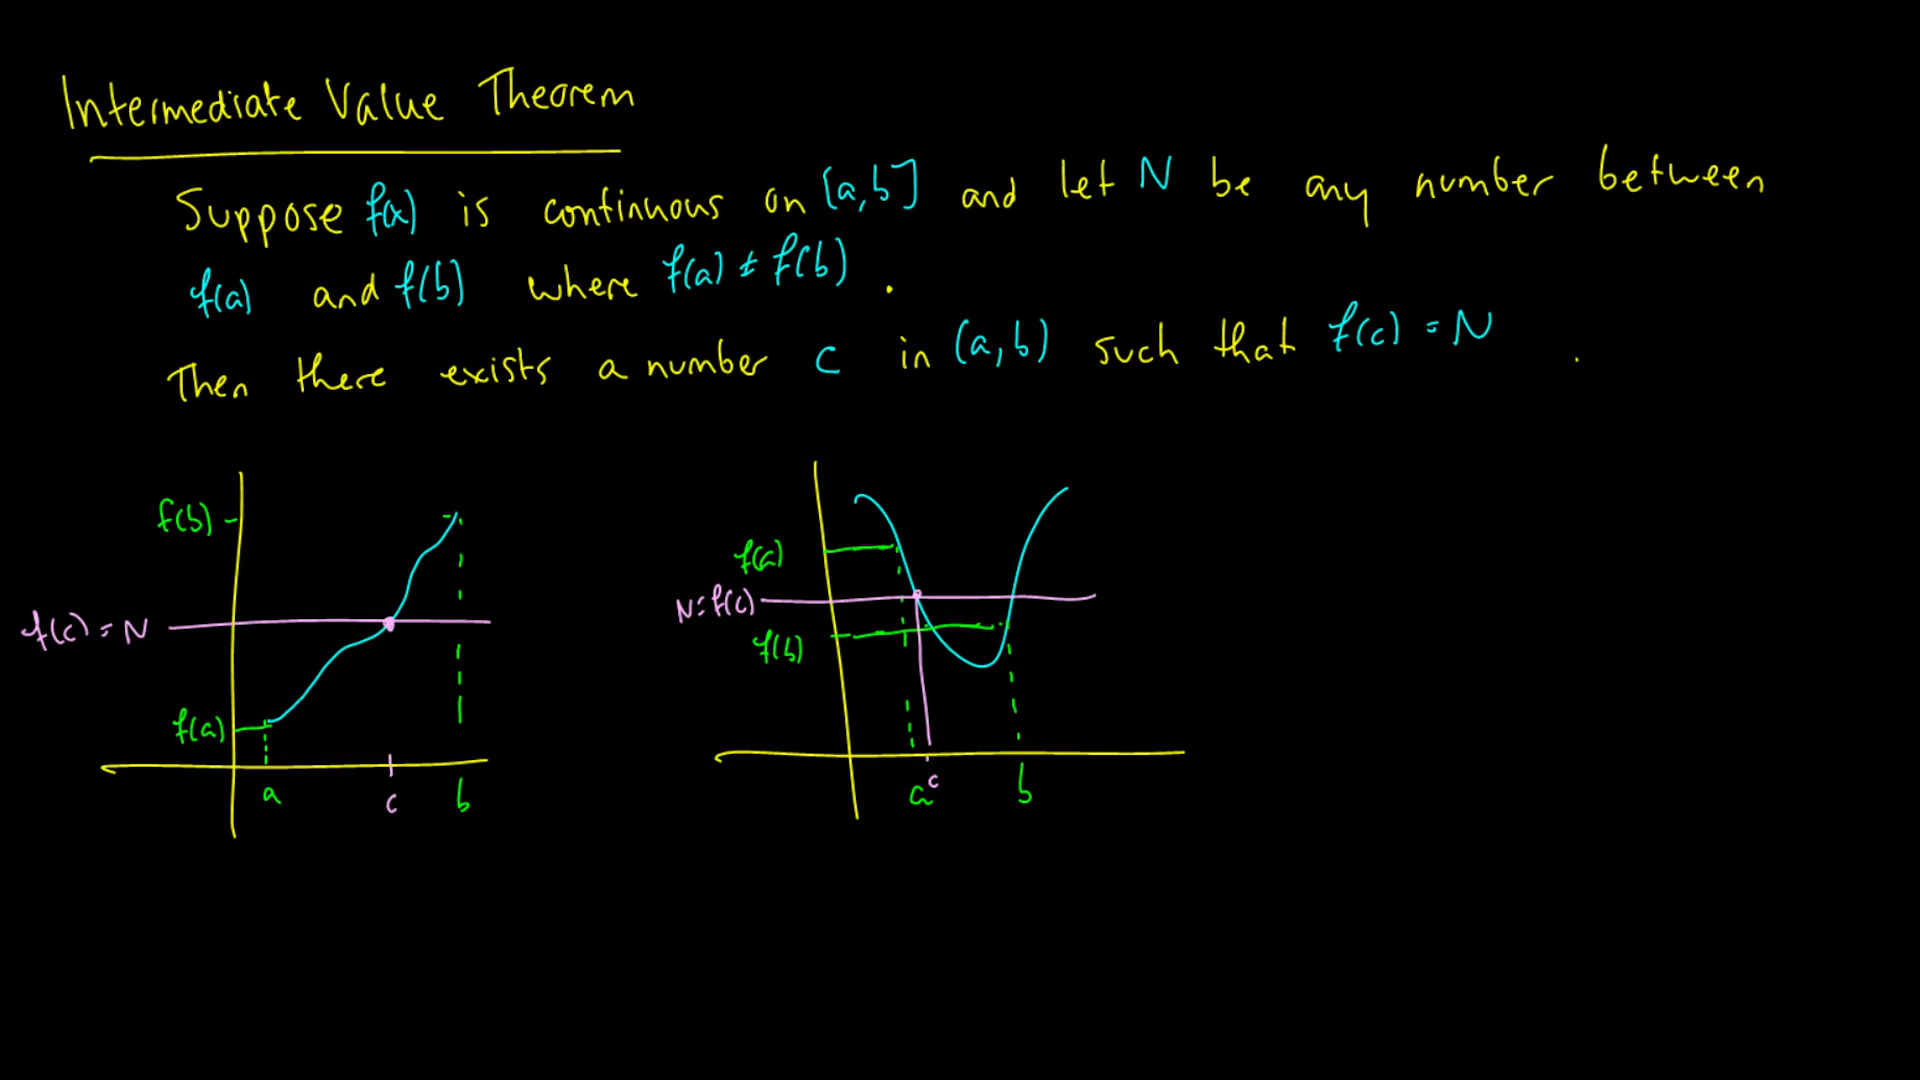 Intermediate Value Theorem
Suppose f(x) is continuous on [a,b] and let N be any number between
f(a) and f(b) where f(a) ≠ f(b) .
Then there exists a number c in (a,b) such that f(c) = N .
f(b)
f(c) = N
f(a)
a c b
f(a)
N = f(c)
f(b)
a c b